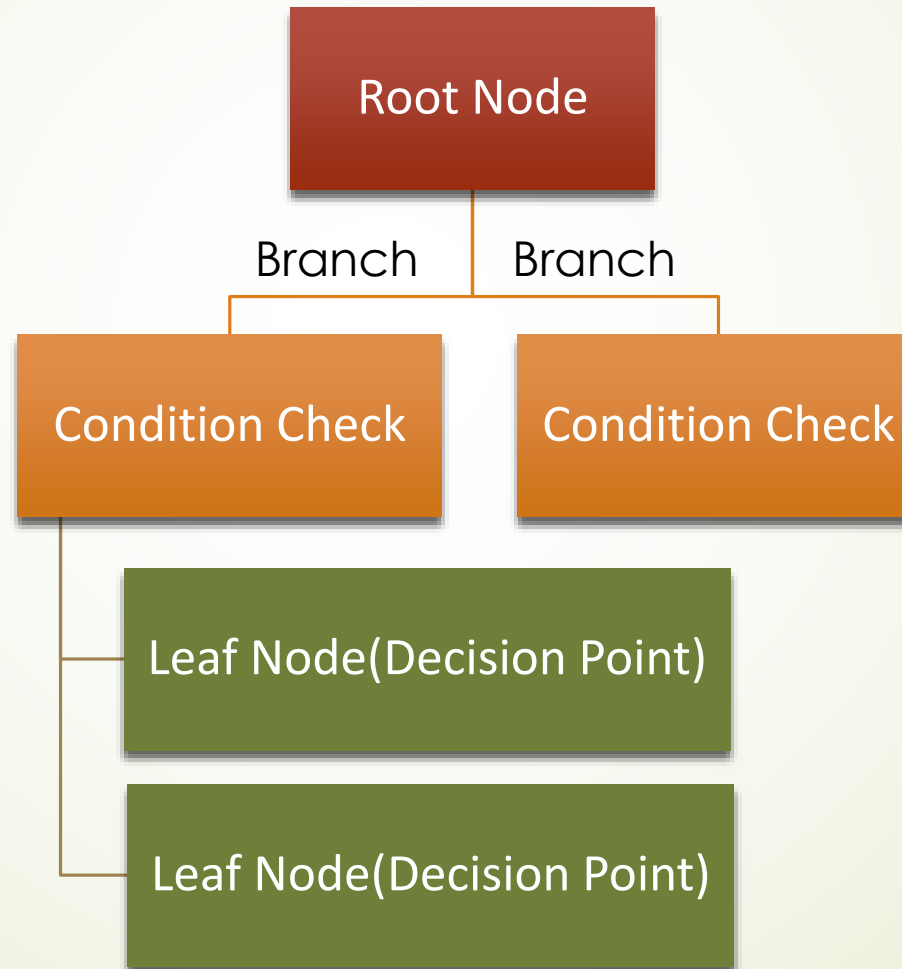 Root Node
Branch
Branch
Condition Check
Condition Check
Leaf Node(Decision Point)
Leaf Node(Decision Point)